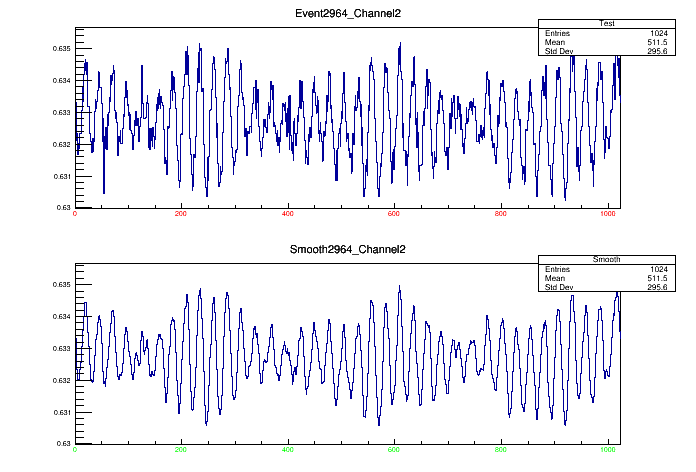 Event2964_Channel2
Test
Entries 1024
Mean 511.5
Std Dev 295.6
0.635
0.634
0.633
0.632
0.631
0.63
0 200 400 600 800 1000
Smooth2964_Channel2
Smooth
Entries 1024
Mean 511.5
Std Dev 295.6
0.635
0.634
0.633
0.632
0.631
0.63
0 200 400 600 800 1000